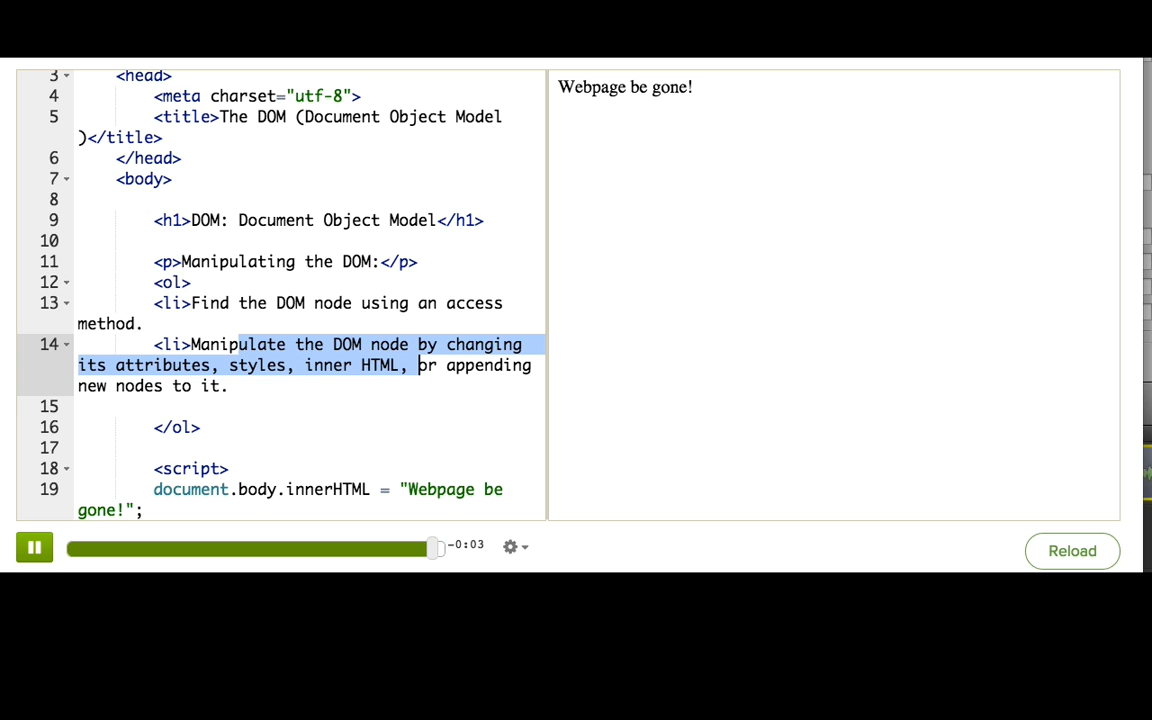 3 <head>
4 <meta charset="utf-8">
5 <title>The DOM (Document Object Model
)</title>
6 </head>
7 <body>
8
9 <h1>DOM: Document Object Model</h1>
10
11 <p>Manipulating the DOM:</p>
12 <ol>
13 <li>Find the DOM node using an access
method.
14 <li>Manipulate the DOM node by changing
its attributes, styles, inner HTML, or appending
new nodes to it.
15
16 </ol>
17
18 <script>
19 document.body.innerHTML = "Webpage be
gone!";
Webpage be gone!
-0:03
Reload